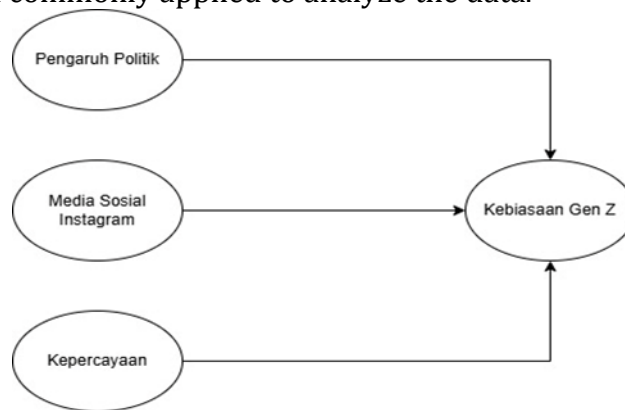 commonly applied to analyze the data.
Pengaruh Politik
Media Sosial
Instagram
Kebiasaan Gen Z
Kepercayaan